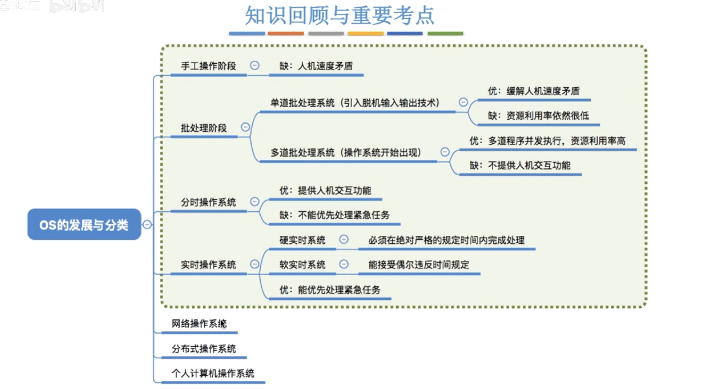 知识回顾与重要考点
手工操作阶段
缺：人机速度矛盾
批处理阶段
单道批处理系统（引入脱机输入输出技术）
优：缓解人机速度矛盾
缺：资源利用率依然很低
多道批处理系统（操作系统开始出现）
优：多道程序并发执行，资源利用率高
缺：不提供人机交互功能
OS的发展与分类
分时操作系统
优：提供人机交互功能
缺：不能优先处理紧急任务
实时操作系统
硬实时系统
必须在绝对严格的规定时间内完成处理
软实时系统
能接受偶尔违反时间规定
优：能优先处理紧急任务
网络操作系统
分布式操作系统
个人计算机操作系统